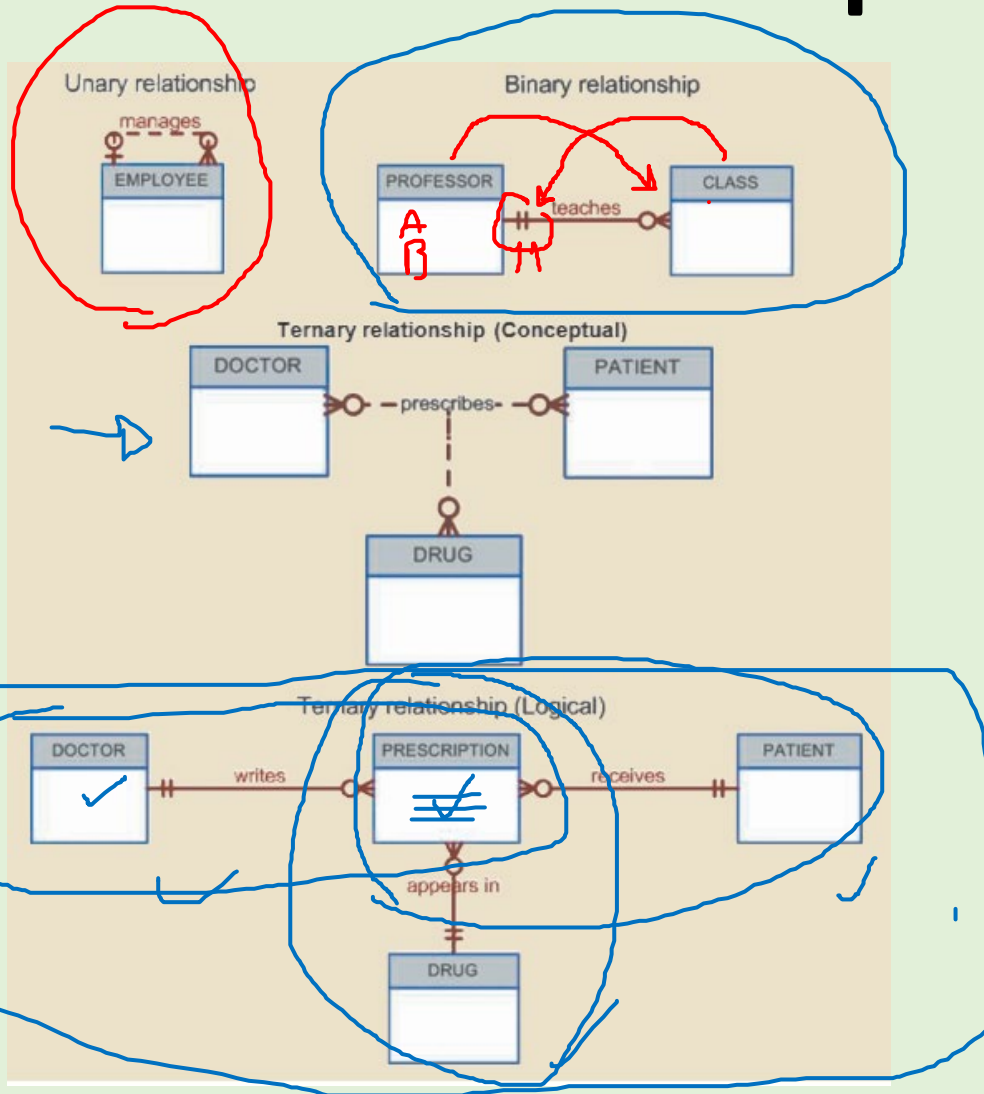 Unary relationship
manages
EMPLOYEE
Binary relationship
PROFESSOR
A
B
teaches
CLASS
Ternary relationship (Conceptual)
DOCTOR
prescribes
PATIENT
DRUG
Ternary relationship (Logical)
DOCTOR
writes
PRESCRIPTION
receives
PATIENT
appears in
DRUG